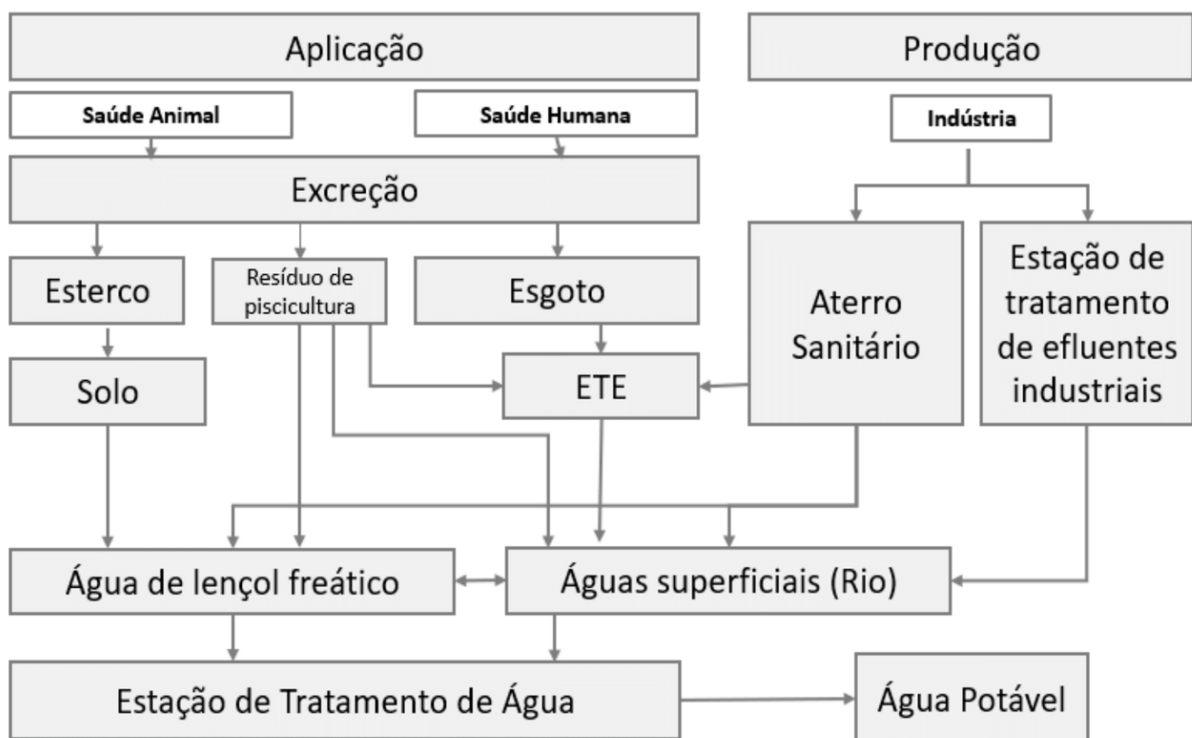 Aplicação
Produção
Saúde Animal
Saúde Humana
Indústria
Excreção
Esterco
Resíduo de
piscicultura
Esgoto
Aterro
Sanitário
Estação de
tratamento
de efluentes
industriais
Solo
ETE
Água de lençol freático
Águas superficiais (Rio)
Estação de Tratamento de Água
Água Potável